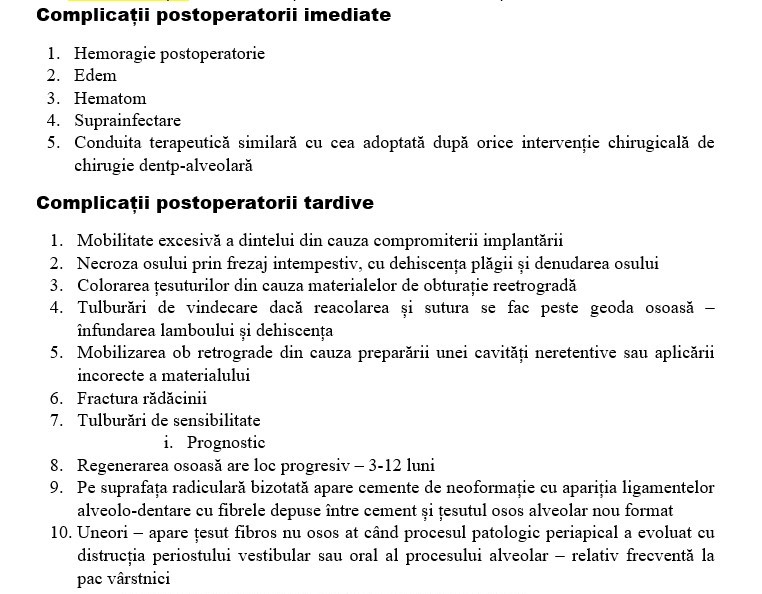 Complicații postoperatorii imediate
1. Hemoragie postoperatorie
2. Edem
3. Hematom
4. Suprainfectare
5. Conduita terapeutică similară cu cea adoptată după orice intervenție chirugicală de
chirugie dentp-alveolară
Complicații postoperatorii tardive
1. Mobilitate excesivă a dintelui din cauza compromiterii implantării
2. Necroza osului prin frezaj intempestiv, cu dehiscența plăgii și denudarea osului
3. Colorarea țesuturilor din cauza materialelor de obturație reetrogradă
4. Tulburări de vindecare dacă reacolarea și sutura se fac peste geoda osoasă –
înfundarea lamboului și dehiscența
5. Mobilizarea ob retrograde din cauza preparării unei cavități neretentive sau aplicării
incorecte a materialului
6. Fractura rădăcinii
7. Tulburări de sensibilitate
i. Prognostic
8. Regenerarea osoasă are loc progresiv – 3-12 luni
9. Pe suprafața radiculară bizotată apare cemente de neoformație cu apariția ligamentelor
alveolo-dentare cu fibrele depuse între cement și țesutul osos alveolar nou format
10. Uneori – apare țesut fibros nu osos at când procesul patologic periapical a evoluat cu
distrucția periostului vestibular sau oral al procesului alveolar – relativ frecventă la
pac vârstnici